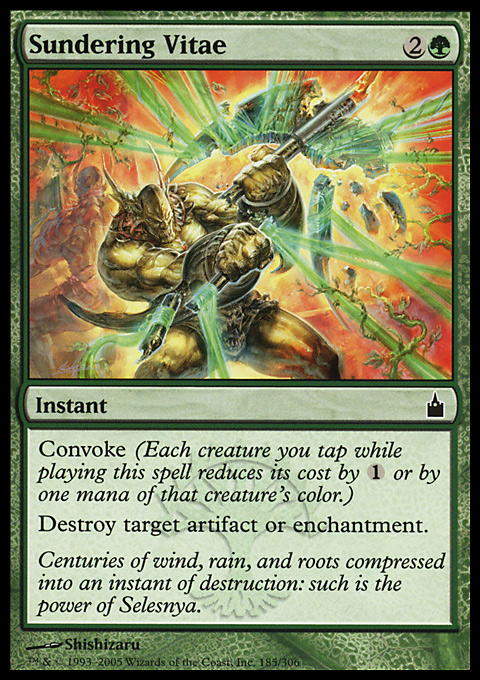 Sundering Vitae 2
Instant
Convoke (Each creature you tap while
playing this spell reduces its cost by 1 or by
one mana of that creature's color.)
Destroy target artifact or enchantment.
Centuries of wind, rain, and roots compressed
into an instant of destruction: such is the
power of Selesnya.
Shishizaru
™ & © 1993–2005 Wizards of the Coast, Inc. 185/306